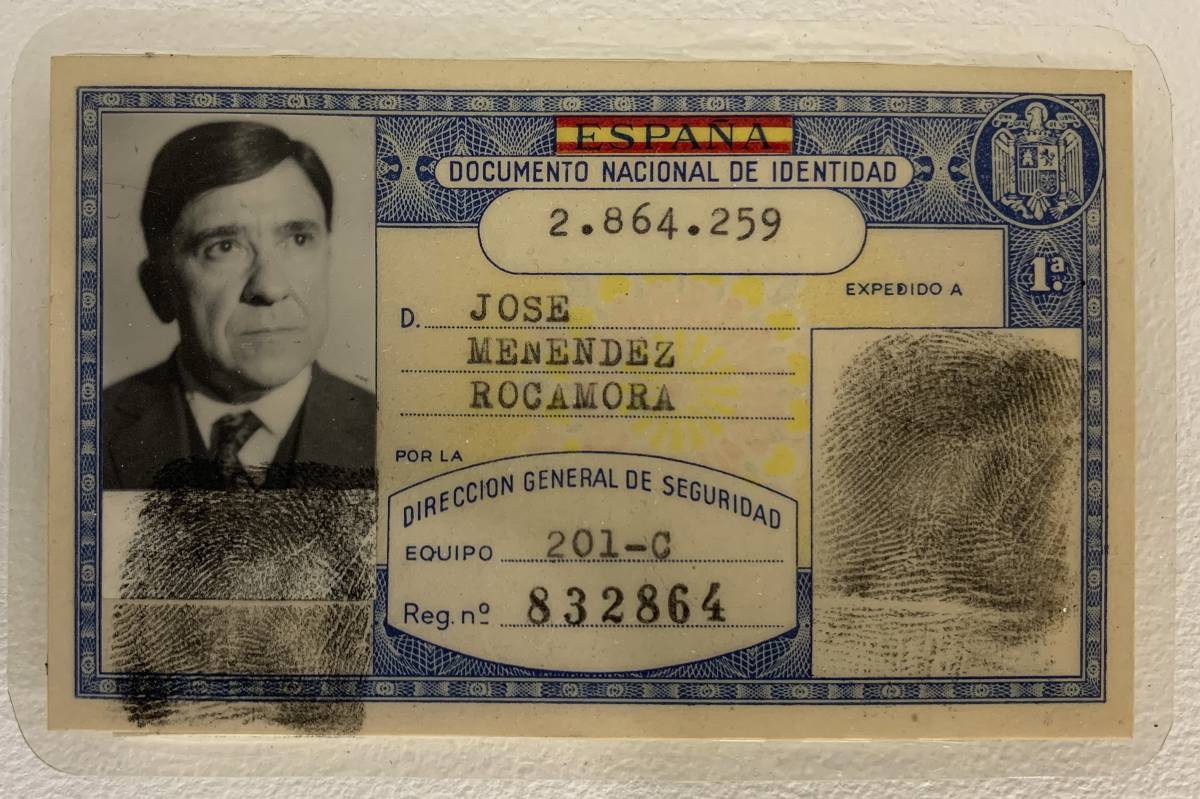 ESPAÑA
DOCUMENTO NACIONAL DE IDENTIDAD
2.864.259
EXPEDIDO A
1.ª
D. JOSE
MENENDEZ
ROCAMORA
POR LA
DIRECCION GENERAL DE SEGURIDAD
EQUIPO 201-C
Reg. nº 832864